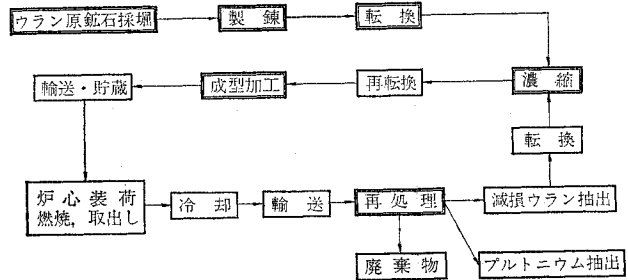 ウラン原鉱石採堀
製錬
転換
濃縮
再転換
成型加工
輸送・貯蔵
炉心装荷
燃焼,取出し
冷却
輸送
再処理
減損ウラン抽出
転換
廃棄物
プルトニウム抽出